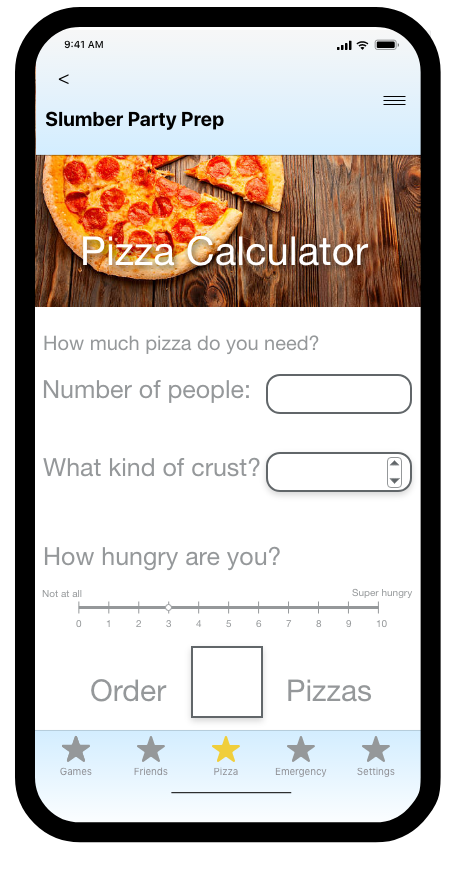 9:41 AM
<
Slumber Party Prep
Pizza Calculator
How much pizza do you need?
Number of people:
What kind of crust?
How hungry are you?
Not at all Super hungry
0 1 2 3 4 5 6 7 8 9 10
Order Pizzas
Games Friends Pizza Emergency Settings